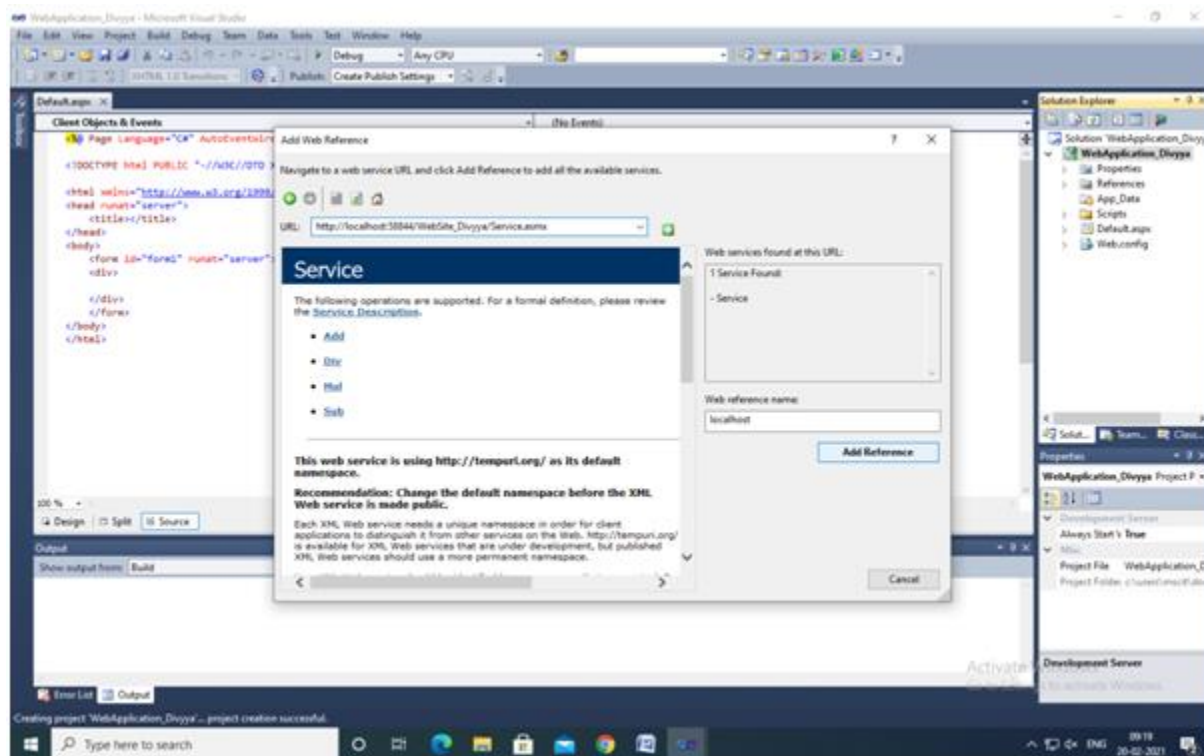 WebApplication_Divyya - Microsoft Visual Studio
File Edit View Project Build Debug Team Data Tools Test Window Help
Debug Any CPU
Publish: Create Publish Settings
Default.aspx
Client Objects & Events (No Events)
<%@ Page Language="C#"
<!DOCTYPE html PUBLIC "-//W3C//DTD
<html xmlns="http://www.w3.org/1999/
<head runat="server">
<title></title>
</head>
<body>
<form id="form1" runat="server">
<div>
</div>
</form>
</body>
</html>
100 %
Design Split Source
Output
Show output from: Build
Error List Output
Creating project 'WebApplication_Divyya'... project creation successful.
Add Web Reference
Navigate to a web service URL and click Add Reference to add all the available services.
URL: http://localhost:58844/WebSite_Divyya/Service.asmx
Service
The following operations are supported. For a formal definition, please review
the Service Description.
• Add
• Div
• Mul
• Sub
This web service is using http://tempuri.org/ as its default
namespace.
Recommendation: Change the default namespace before the XML
Web service is made public.
Each XML Web service needs a unique namespace in order for client
applications to distinguish it from other services on the Web. http://tempuri.org/
is available for XML Web services that are under development, but published
XML Web services should use a more permanent namespace.
Web services found at this URL:
1 Service Found:
- Service
Web reference name:
localhost
Add Reference
Cancel
Solution Explorer
Solution 'WebApplication_Divyy
WebApplication_Divyya
Properties
References
App_Data
Scripts
Default.aspx
Web.config
Solut... Team... Class...
Properties
WebApplication_Divyya Project P
Development Server
Always Start \ True
Misc
Project File WebApplication_D
Project Folder
Development Server
Activate
to activate Windows.
Type here to search
ENG
09:19
26-02-2021